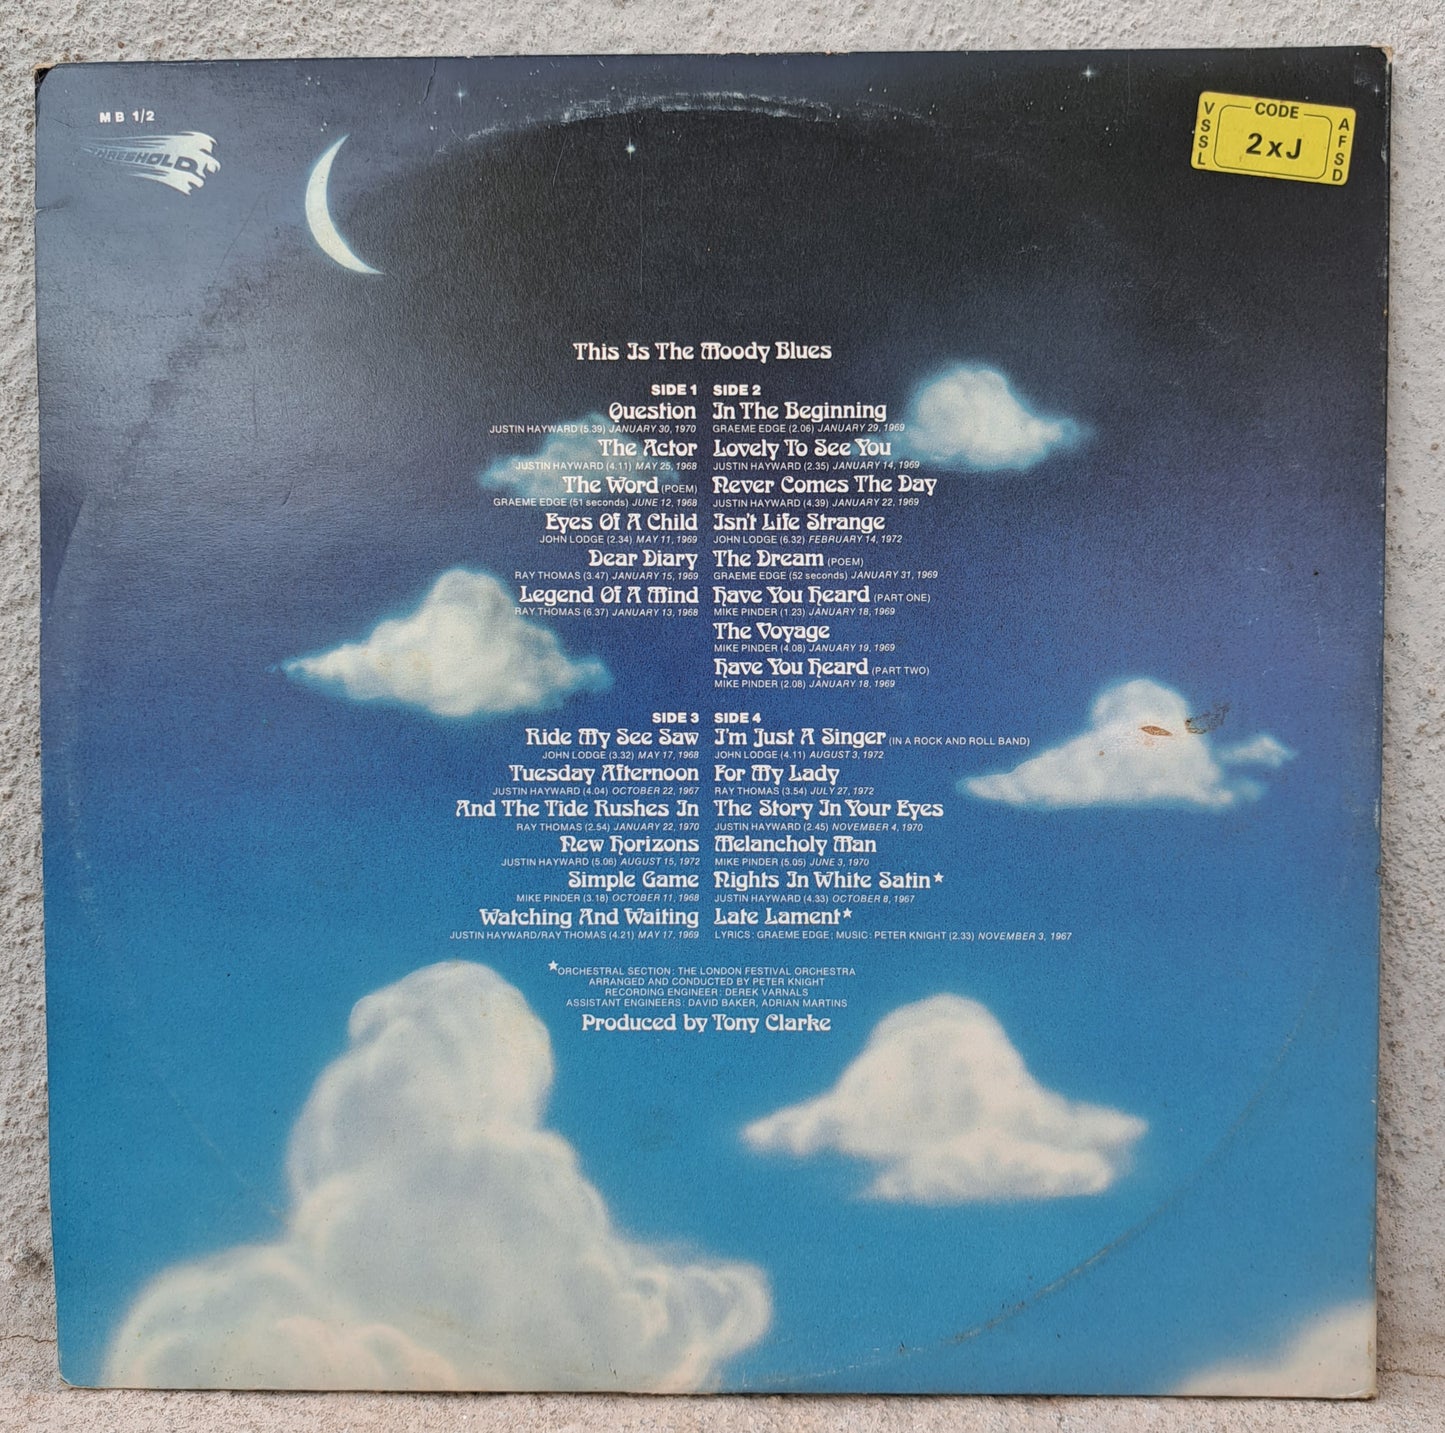 MB 1/2
THRESHOLD
VSSL
CODE
2xJ
AFSD
This Is The Moody Blues
SIDE 1
Question
JUSTIN HAYWARD (5.39) JANUARY 30, 1970
The Actor
JUSTIN HAYWARD (4.11) MAY 25, 1968
The Word (POEM)
GRAEME EDGE (51 seconds) JUNE 12, 1968
Eyes Of A Child
JOHN LODGE (2.34) MAY 11, 1969
Dear Diary
RAY THOMAS (3.47) JANUARY 15, 1969
Legend Of A Mind
RAY THOMAS (6.37) JANUARY 13, 1968
SIDE 2
In The Beginning
GRAEME EDGE (2.06) JANUARY 29, 1969
Lovely To See You
JUSTIN HAYWARD (2.35) JANUARY 14, 1969
Never Comes The Day
JUSTIN HAYWARD (4.39) JANUARY 22, 1969
Isn't Life Strange
JOHN LODGE (6.32) FEBRUARY 14, 1972
The Dream (POEM)
GRAEME EDGE (52 seconds) JANUARY 31, 1969
Have You Heard (PART ONE)
MIKE PINDER (1.23) JANUARY 18, 1969
The Voyage
MIKE PINDER (4.08) JANUARY 19, 1969
Have You Heard (PART TWO)
MIKE PINDER (2.08) JANUARY 18, 1969
SIDE 3
Ride My See Saw
JOHN LODGE (3.32) MAY 17, 1968
Tuesday Afternoon
JUSTIN HAYWARD (4.04) OCTOBER 22, 1967
And The Tide Rushes In
RAY THOMAS (2.54) JANUARY 22, 1970
New Horizons
JUSTIN HAYWARD (5.06) AUGUST 15, 1972
Simple Game
MIKE PINDER (3.18) OCTOBER 11, 1968
Watching And Waiting
JUSTIN HAYWARD/RAY THOMAS (4.21) MAY 17, 1969
SIDE 4
I'm Just A Singer (IN A ROCK AND ROLL BAND)
JOHN LODGE (4.11) AUGUST 3, 1972
For My Lady
RAY THOMAS (3.54) JULY 27, 1972
The Story In Your Eyes
JUSTIN HAYWARD (2.45) NOVEMBER 4, 1970
Melancholy Man
MIKE PINDER (5.05) JUNE 3, 1970
Nights In White Satin★
JUSTIN HAYWARD (4.33) OCTOBER 8, 1967
Late Lament★
LYRICS: GRAEME EDGE; MUSIC: PETER KNIGHT (2.33) NOVEMBER 3, 1967
★ORCHESTRAL SECTION: THE LONDON FESTIVAL ORCHESTRA
ARRANGED AND CONDUCTED BY PETER KNIGHT
RECORDING ENGINEER: DEREK VARNALS
ASSISTANT ENGINEERS: DAVID BAKER, ADRIAN MARTINS
Produced by Tony Clarke